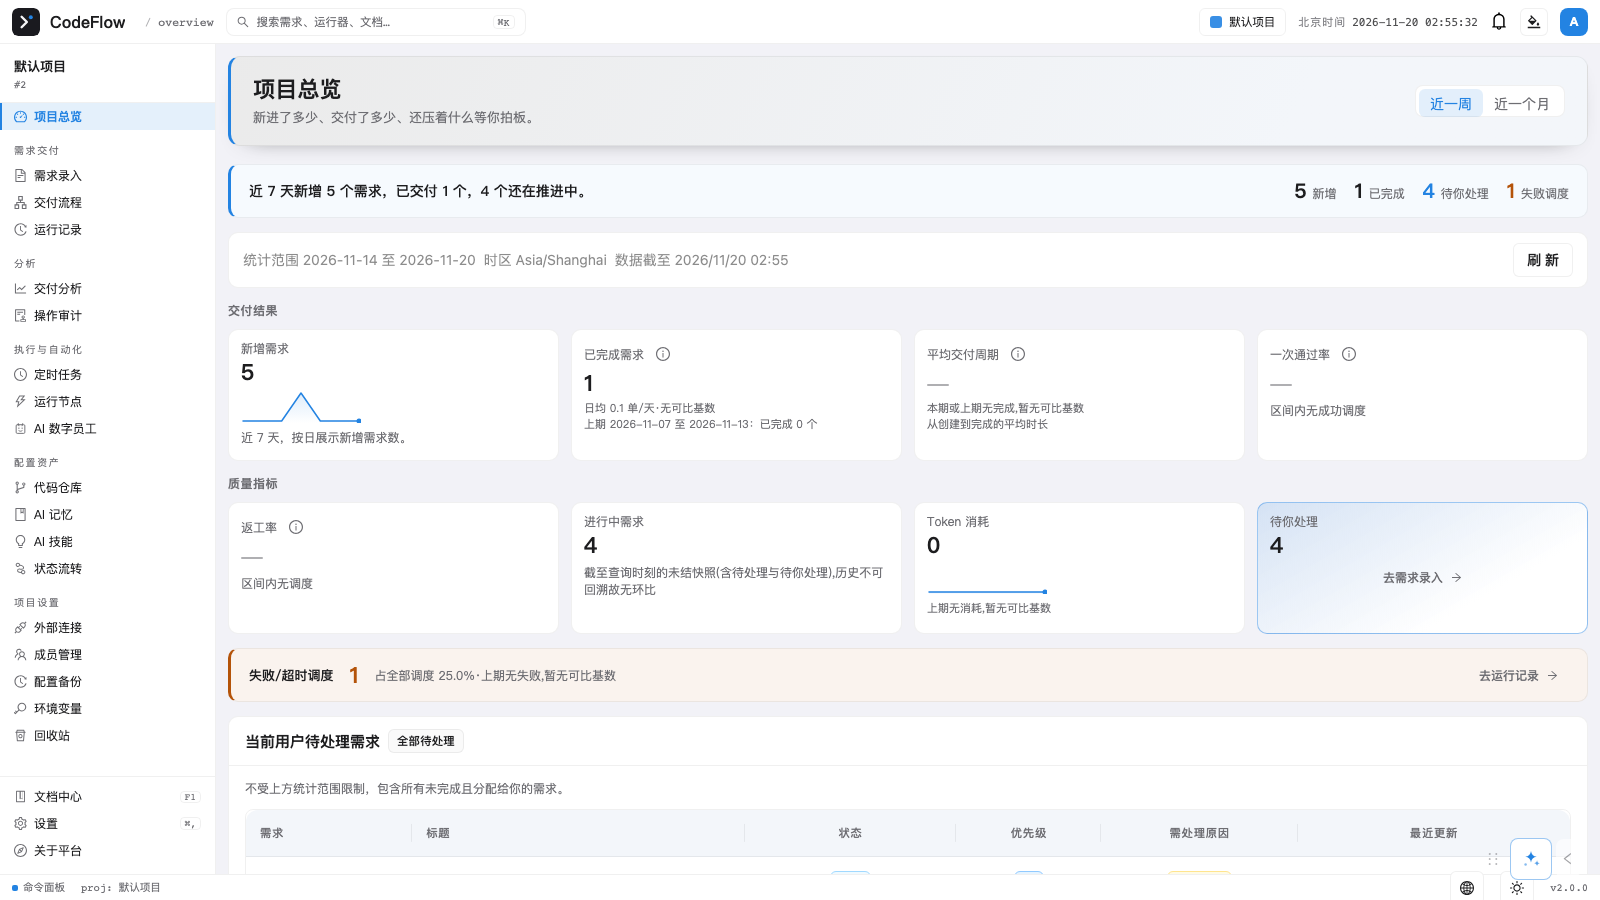 CodeFlow / overview 搜索需求、运行器、文档... ⌘K 默认项目 北京时间 2026-11-20 02:55:32 A
默认项目
#2
项目总览
需求交付
需求录入
交付流程
运行记录
分析
交付分析
操作审计
执行与自动化
定时任务
运行节点
AI 数字员工
配置资产
代码仓库
AI 记忆
AI 技能
状态流转
项目设置
外部连接
成员管理
配置备份
环境变量
回收站
文档中心 F1
设置 ⌘,
关于平台
项目总览
新进了多少、交付了多少、还压着什么等你拍板。
近一周 近一个月
近 7 天新增 5 个需求，已交付 1 个，4 个还在推进中。
5 新增 1 已完成 4 待你处理 1 失败调度
统计范围 2026-11-14 至 2026-11-20 时区 Asia/Shanghai 数据截至 2026/11/20 02:55
刷 新
交付结果
新增需求
5
近 7 天，按日展示新增需求数。
已完成需求
1
日均 0.1 单/天·无可比基数
上期 2026-11-07 至 2026-11-13：已完成 0 个
平均交付周期
—
本期或上期无完成,暂无可比基数
从创建到完成的平均时长
一次通过率
—
区间内无成功调度
质量指标
返工率
—
区间内无调度
进行中需求
4
截至查询时刻的未结快照(含待处理与待你处理),历史不可
回溯故无环比
Token 消耗
0
上期无消耗,暂无可比基数
待你处理
4
去需求录入 →
失败/超时调度 1 占全部调度 25.0%·上期无失败,暂无可比基数
去运行记录 →
当前用户待处理需求 全部待处理
不受上方统计范围限制，包含所有未完成且分配给你的需求。
需求 标题 状态 优先级 需处理原因 最近更新
命令面板 proj: 默认项目
v2.0.0